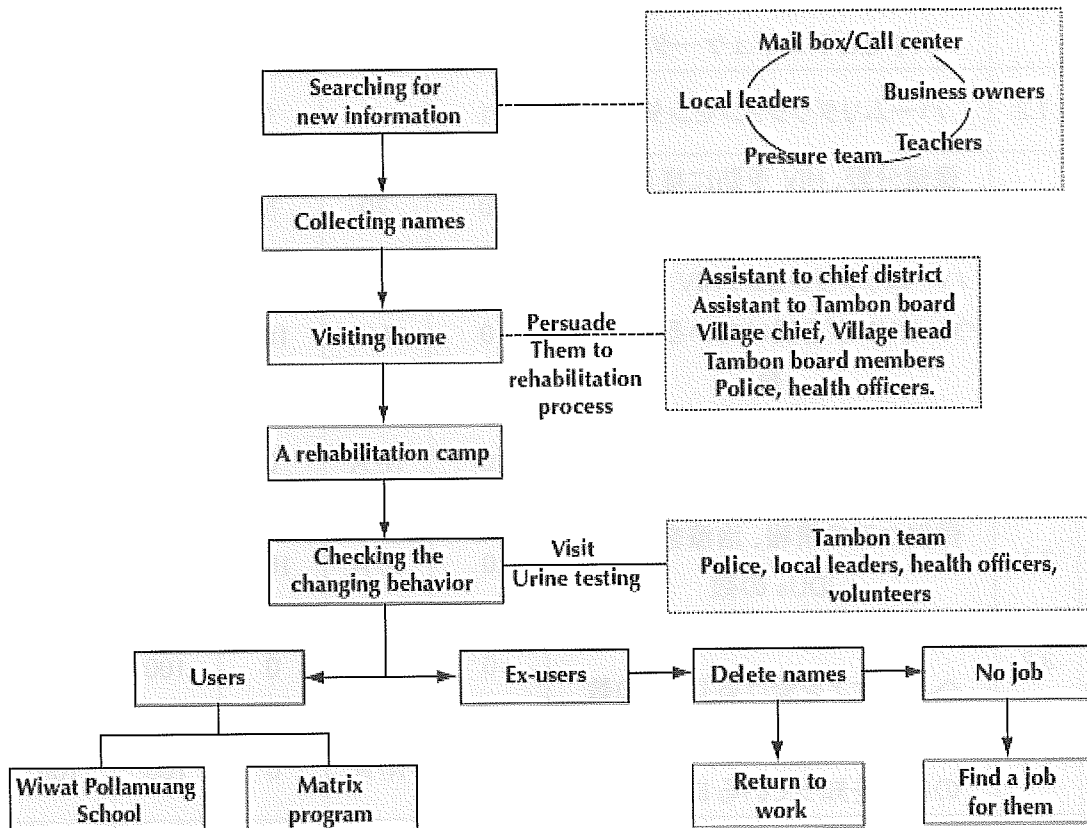 Mail box/Call center
Local leaders
Business owners
Teachers
Pressure team
Searching for
new information
Collecting names
Visiting home
Persuade
Them to
rehabilitation
process
Assistant to chief district
Assistant to Tambon board
Village chief, Village head
Tambon board members
Police, health officers.
A rehabilitation camp
Checking the
changing behavior
Visit
Urine testing
Tambon team
Police, local leaders, health officers,
volunteers
Users
Ex-users
Delete names
No job
Wiwat Pollamuang
School
Matrix
program
Return to
work
Find a job
for them